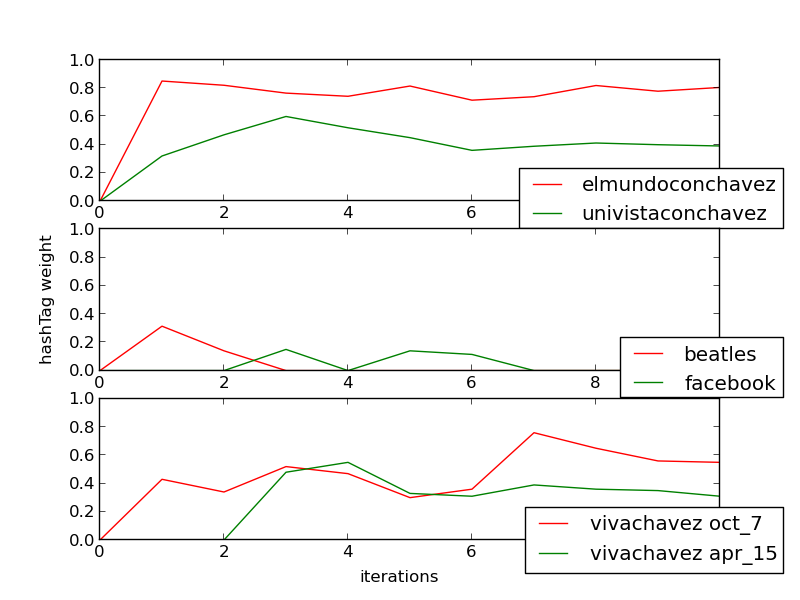 1.0
0.8
0.6
0.4
0.2
0.0
0 2 4 6
elmundoconchavez
univistaconchavez
hashTag weight
1.0
0.8
0.6
0.4
0.2
0.0
0 2 4 6 8
beatles
facebook
1.0
0.8
0.6
0.4
0.2
0.0
0 2 4 6
vivachavez oct_7
vivachavez apr_15
iterations